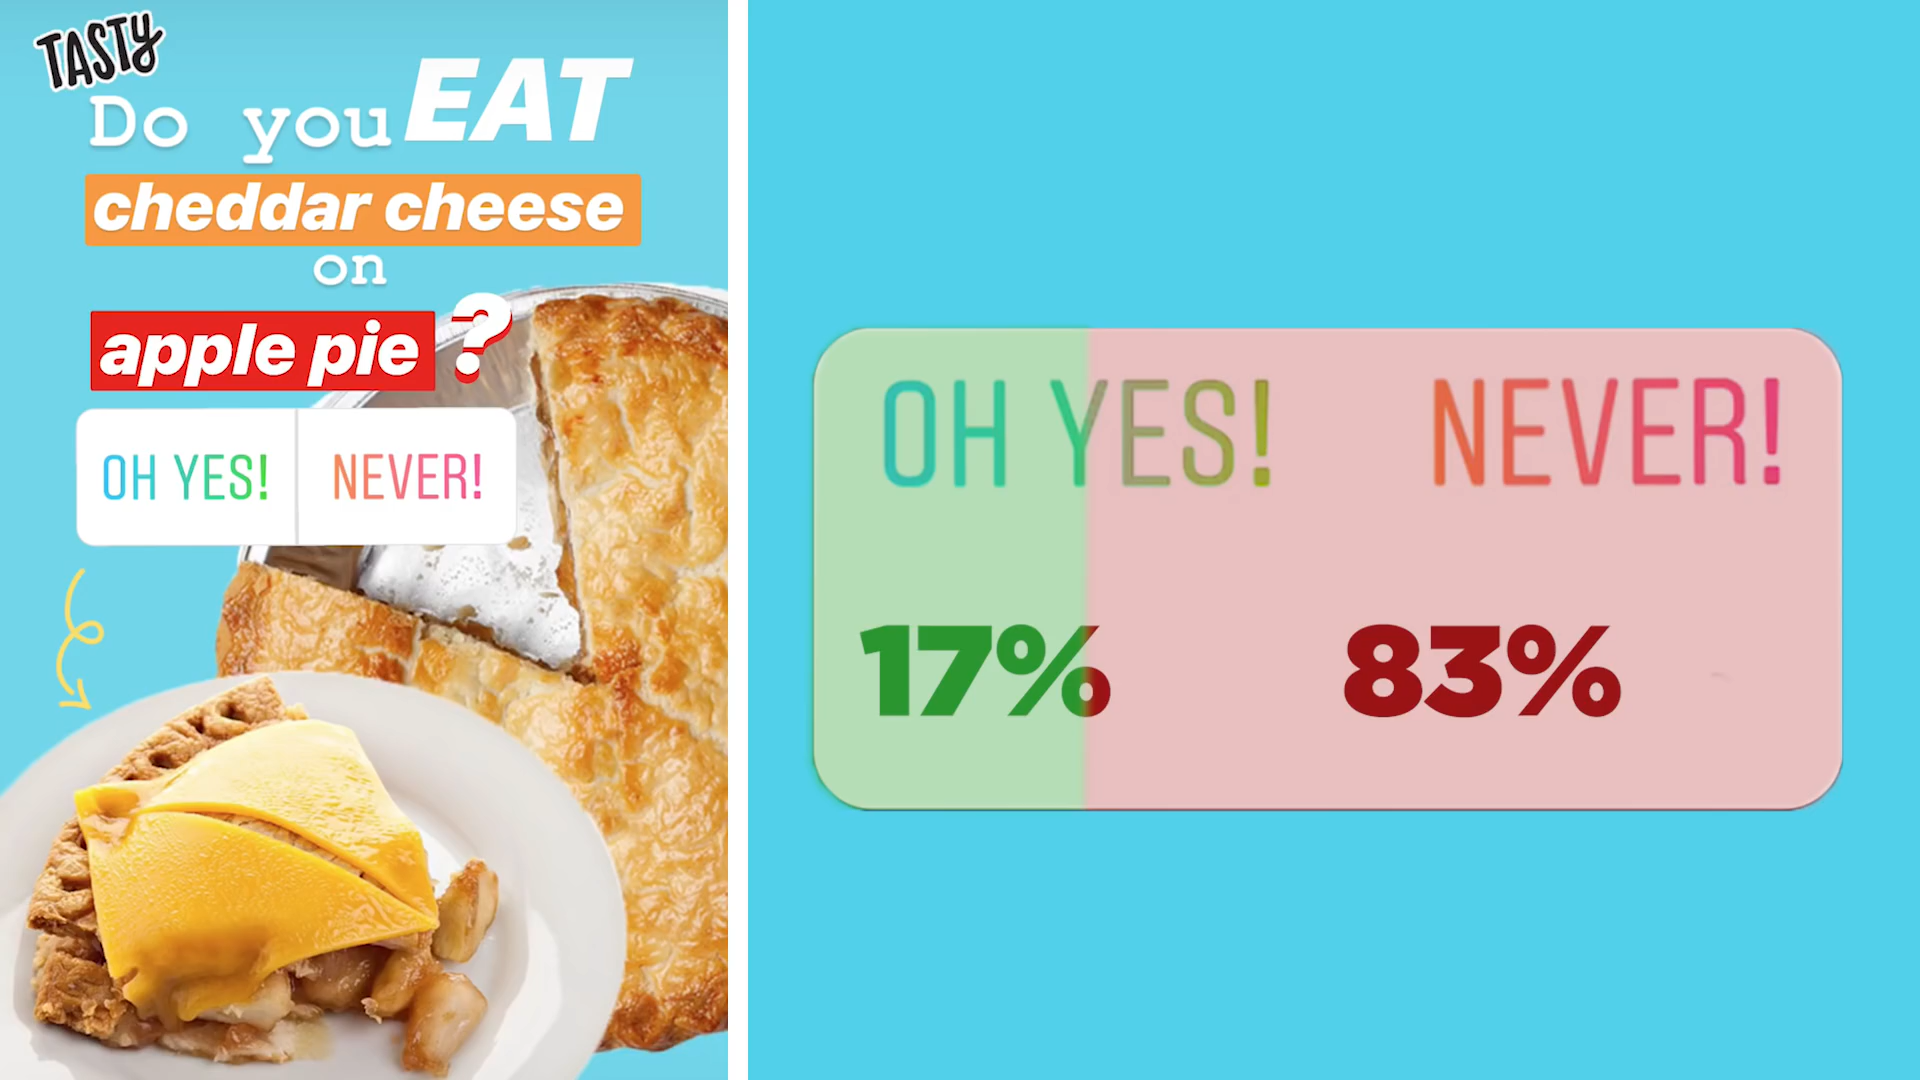 TASTY
Do you EAT
cheddar cheese
on
apple pie ?
OH YES! NEVER!
OH YES! NEVER!
17% 83%